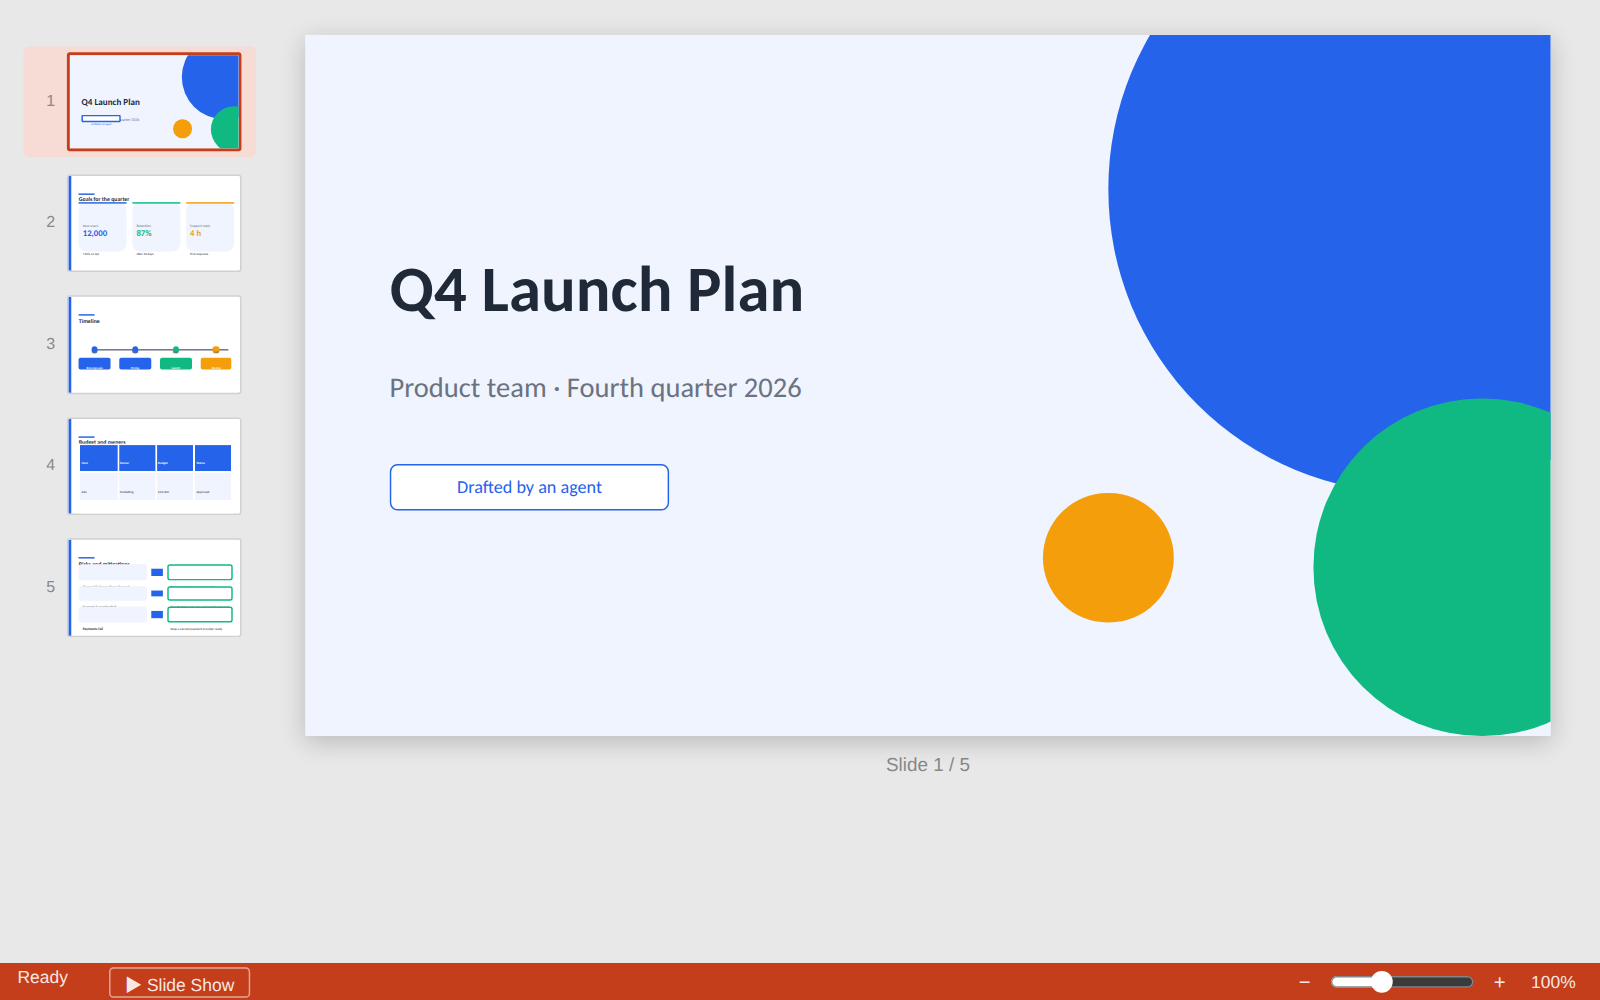 1
Q4 Launch Plan
2
Goals for the quarter
12,000
87%
4 h
3
Timeline
4
Budget and owners
5
Q4 Launch Plan
Product team · Fourth quarter 2026
Drafted by an agent
Slide 1 / 5
Ready
Slide Show
− + 100%